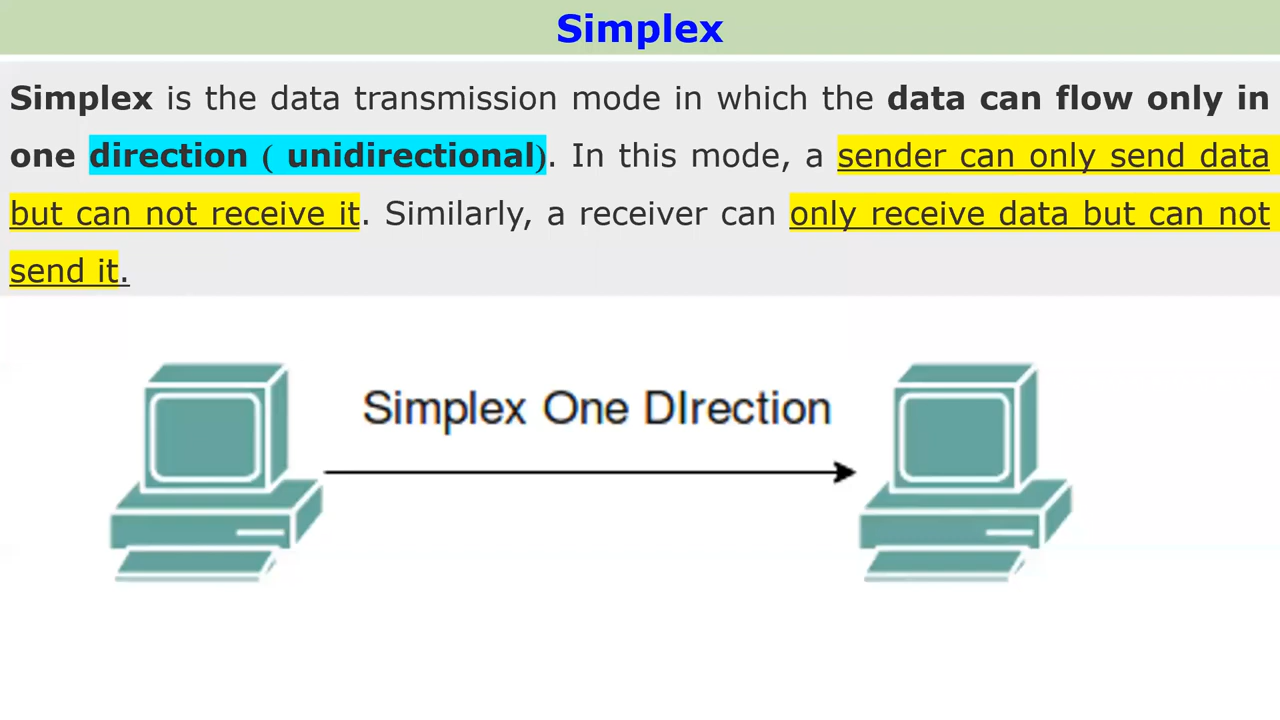 Simplex
Simplex is the data transmission mode in which the data can flow only in
one direction ( unidirectional). In this mode, a sender can only send data
but can not receive it. Similarly, a receiver can only receive data but can not
send it.
Simplex One DIrection